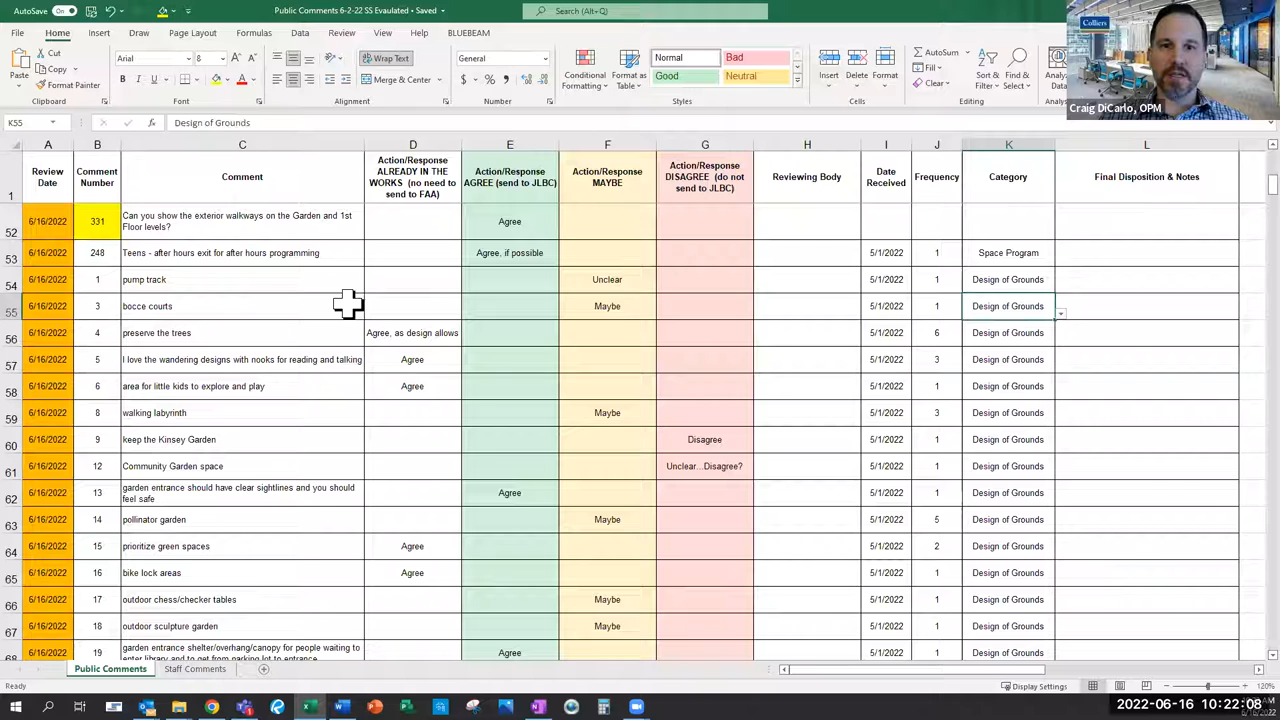 AutoSave On Public Comments 6-2-22 SS Evaulated • Saved Search (Alt+Q)
File Home Insert Draw Page Layout Formulas Data Review View Help BLUEBEAM
Colliers
Craig DiCarlo, OPM
Paste Cut Copy Format Painter Clipboard
Arial 8 Font
Wrap Text Merge & Center Alignment
General Number
Conditional Formatting Format as Table
Normal Bad
Good Neutral
Styles
Insert Delete Format Cells
AutoSum Fill Clear Sort & Filter Find & Select Editing
K55 Design of Grounds
A B C D E F G H I J K L
1 Review Date Comment Number Comment Action/Response ALREADY IN THE WORKS (no need to send to FAA) Action/Response AGREE (send to JLBC) Action/Response MAYBE Action/Response DISAGREE (do not send to JLBC) Reviewing Body Date Received Frequency Category Final Disposition & Notes
52 6/16/2022 331 Can you show the exterior walkways on the Garden and 1st Floor levels? Agree
53 6/16/2022 248 Teens - after hours exit for after hours programming Agree, if possible 5/1/2022 1 Space Program
54 6/16/2022 1 pump track Unclear 5/1/2022 1 Design of Grounds
55 6/16/2022 3 bocce courts Maybe 5/1/2022 1 Design of Grounds
56 6/16/2022 4 preserve the trees Agree, as design allows 5/1/2022 6 Design of Grounds
57 6/16/2022 5 I love the wandering designs with nooks for reading and talking Agree 5/1/2022 3 Design of Grounds
58 6/16/2022 6 area for little kids to explore and play Agree 5/1/2022 1 Design of Grounds
59 6/16/2022 8 walking labyrinth Maybe 5/1/2022 3 Design of Grounds
60 6/16/2022 9 keep the Kinsey Garden Disagree 5/1/2022 1 Design of Grounds
61 6/16/2022 12 Community Garden space Unclear...Disagree? 5/1/2022 1 Design of Grounds
62 6/16/2022 13 garden entrance should have clear sightlines and you should feel safe Agree 5/1/2022 1 Design of Grounds
63 6/16/2022 14 pollinator garden Maybe 5/1/2022 5 Design of Grounds
64 6/16/2022 15 prioritize green spaces Agree 5/1/2022 2 Design of Grounds
65 6/16/2022 16 bike lock areas Agree 5/1/2022 1 Design of Grounds
66 6/16/2022 17 outdoor chess/checker tables Maybe 5/1/2022 1 Design of Grounds
67 6/16/2022 18 outdoor sculpture garden Maybe 5/1/2022 1 Design of Grounds
6/16/2022 19 garden entrance shelter/overhang/canopy for people waiting to Agree 5/1/2022 1 Design of Grounds
Public Comments Staff Comments
Ready Display Settings 120%
2022-06-16 10:22:08